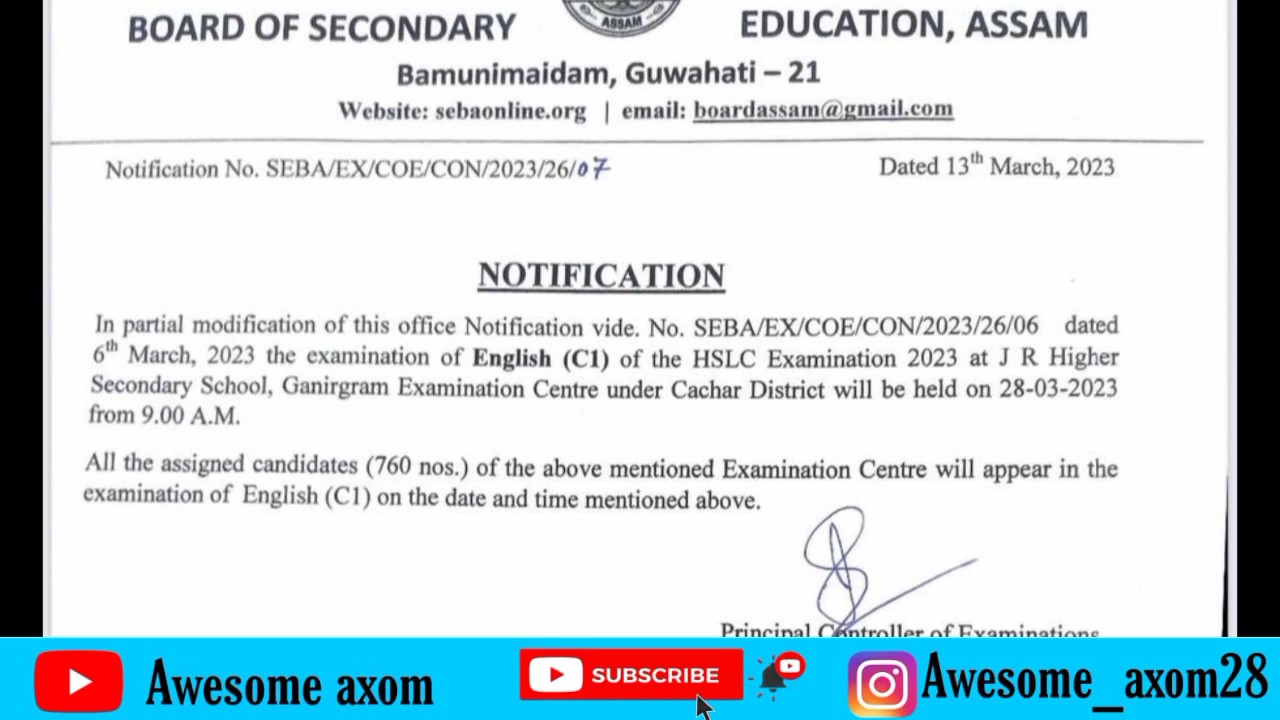 BOARD OF SECONDARY EDUCATION, ASSAM
ASSAM
Bamunimaidam, Guwahati – 21
Website: sebaonline.org | email: boardassam@gmail.com
Notification No. SEBA/EX/COE/CON/2023/26/07 Dated 13th March, 2023
NOTIFICATION
In partial modification of this office Notification vide. No. SEBA/EX/COE/CON/2023/26/06 dated
6th March, 2023 the examination of English (C1) of the HSLC Examination 2023 at J R Higher
Secondary School, Ganirgram Examination Centre under Cachar District will be held on 28-03-2023
from 9.00 A.M.
All the assigned candidates (760 nos.) of the above mentioned Examination Centre will appear in the
examination of English (C1) on the date and time mentioned above.
Principal Controller of Examinations
Awesome axom
SUBSCRIBE
Awesome_axom28